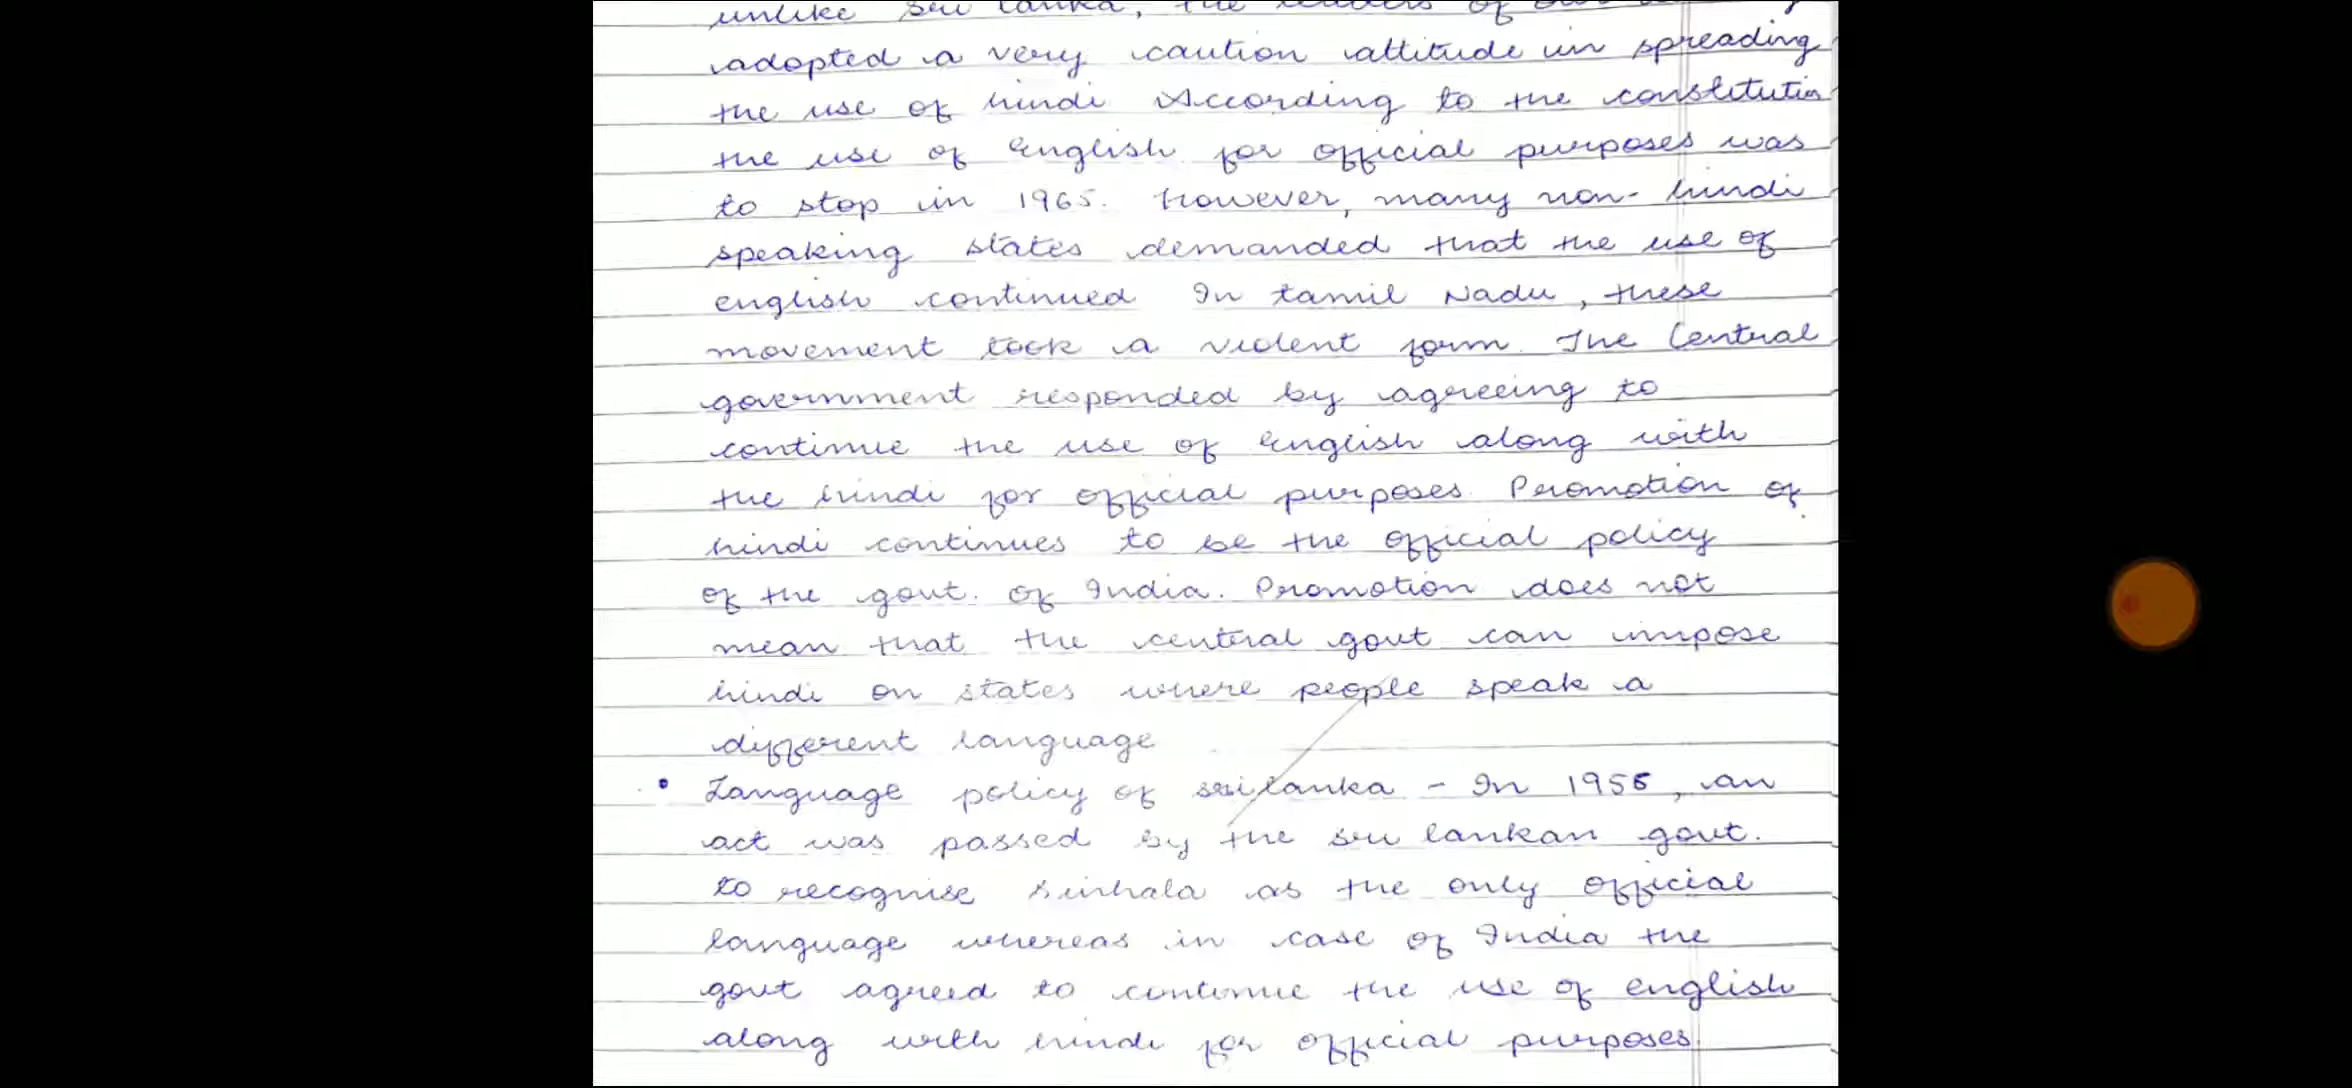 unlike Sri lanka, the leaders of our
adopted a very caution attitude in spreading
the use of hindi According to the constitution
the use of English for official purposes was
to stop in 1965. However, many non-hindi
speaking states demanded that the use of
english continued In tamil Nadu, these
movement took a violent form. The Central
government responded by agreeing to
continue the use of English along with
the hindi for official purposes. Promotion of
hindi continues to be the official policy
of the govt. of India. Promotion does not
mean that the central govt can impose
hindi on states where people speak a
different language
• Language policy of srilanka - In 1956, an
act was passed by the sri lankan govt.
to recognise sinhala as the only official
language whereas in case of India the
govt agreed to continue the use of english
along with hindi for official purposes.